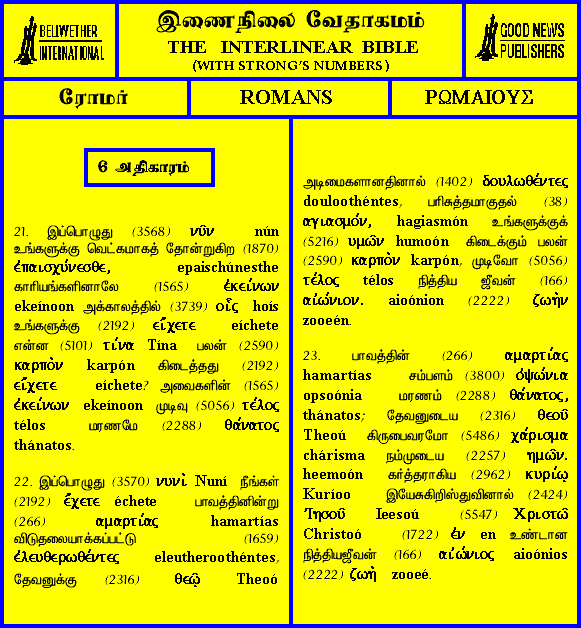 BELLWETHER
INTERNATIONAL
இணைநிலை வேதாகமம்
THE INTERLINEAR BIBLE
(WITH STRONG'S NUMBERS)
GOOD NEWS
PUBLISHERS
ரோமர்
ROMANS
ΡΩΜΑΙΟΥΣ
6 அதிகாரம்
21. இப்பொழுது (3568) νῦν nún
உங்களுக்கு வெட்கமாகத் தோன்றுகிற (1870)
ἐπαισχύνεσθε, epaischúnesthe
காரியங்களினாலே (1565) ἐκείνων
ekeínoon அக்காலத்தில் (3739) οἷς hoís
உங்களுக்கு (2192) εἴχετε eíchete
என்ன (5101) τίνα Tína பலன் (2590)
καρπὸν karpón கிடைத்தது (2192)
εἴχετε eíchete? அவைகளின் (1565)
ἐκείνων ekeínoon முடிவு (5056) τέλος
télos மரணமே (2288) θάνατος
thánatos.
22. இப்பொழுது (3570) νυνὶ Nuní நீங்கள்
(2192) ἔχετε échete பாவத்தினின்று
(266) αμαρτίας hamartías
விடுதலையாக்கப்பட்டு (1659)
ἐλευθερωθέντες eleutheroothéntes,
தேவனுக்கு (2316) θεῷ Theoó
அடிமைகளானதினால் (1402) δουλωθέντες
douloothéntes, பரிசுத்தமாகுதல் (38)
αγιασμόν, hagiasmón உங்களுக்குக்
(5216) υμῶν humoón கிடைக்கும் பலன்
(2590) καρπὸν karpón, முடிவோ (5056)
τέλος télos நித்திய ஜீவன் (166)
αἰώνιον. aioónion (2222) ζωὴν
zooeén.
23. பாவத்தின் (266) αμαρτίας
hamartías சம்பளம் (3800) ὀψώνια
opsoónia மரணம் (2288) θάνατος,
thánatos; தேவனுடைய (2316) θεοῦ
Theoú கிருபைவரமோ (5486) χάρισμα
chárisma நம்முடைய (2257) ημῶν.
heemoón கர்த்தராகிய (2962) κυρίῳ
Kuríoo இயேசுகிறிஸ்துவினால் (2424)
Ἰησοῦ Ieesoú (5547) Χριστῶ
Christoó (1722) ἐν en உண்டான
நித்தியஜீவன் (166) αἰώνιος aioónios
(2222) ζωὴ zooeé.